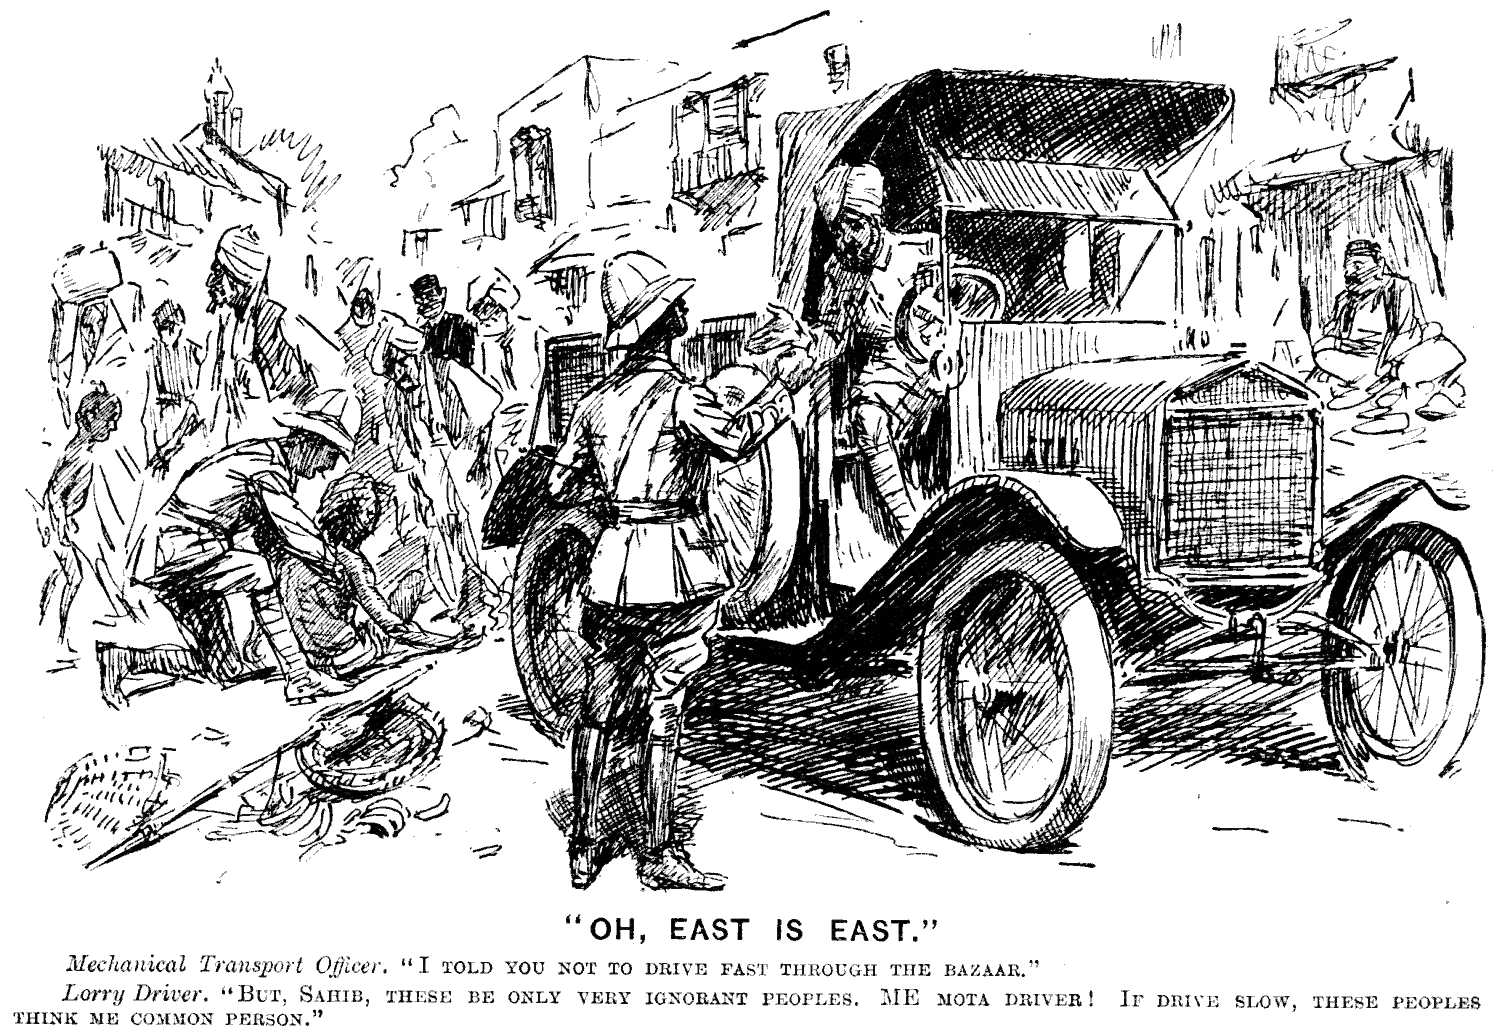 "OH, EAST IS EAST."
Mechanical Transport Officer. "I TOLD YOU NOT TO DRIVE FAST THROUGH THE BAZAAR."
Lorry Driver. "BUT, SAHIB, THESE BE ONLY VERY IGNORANT PEOPLES. ME MOTA DRIVER! IF DRIVE SLOW, THESE PEOPLES
THINK ME COMMON PERSON."